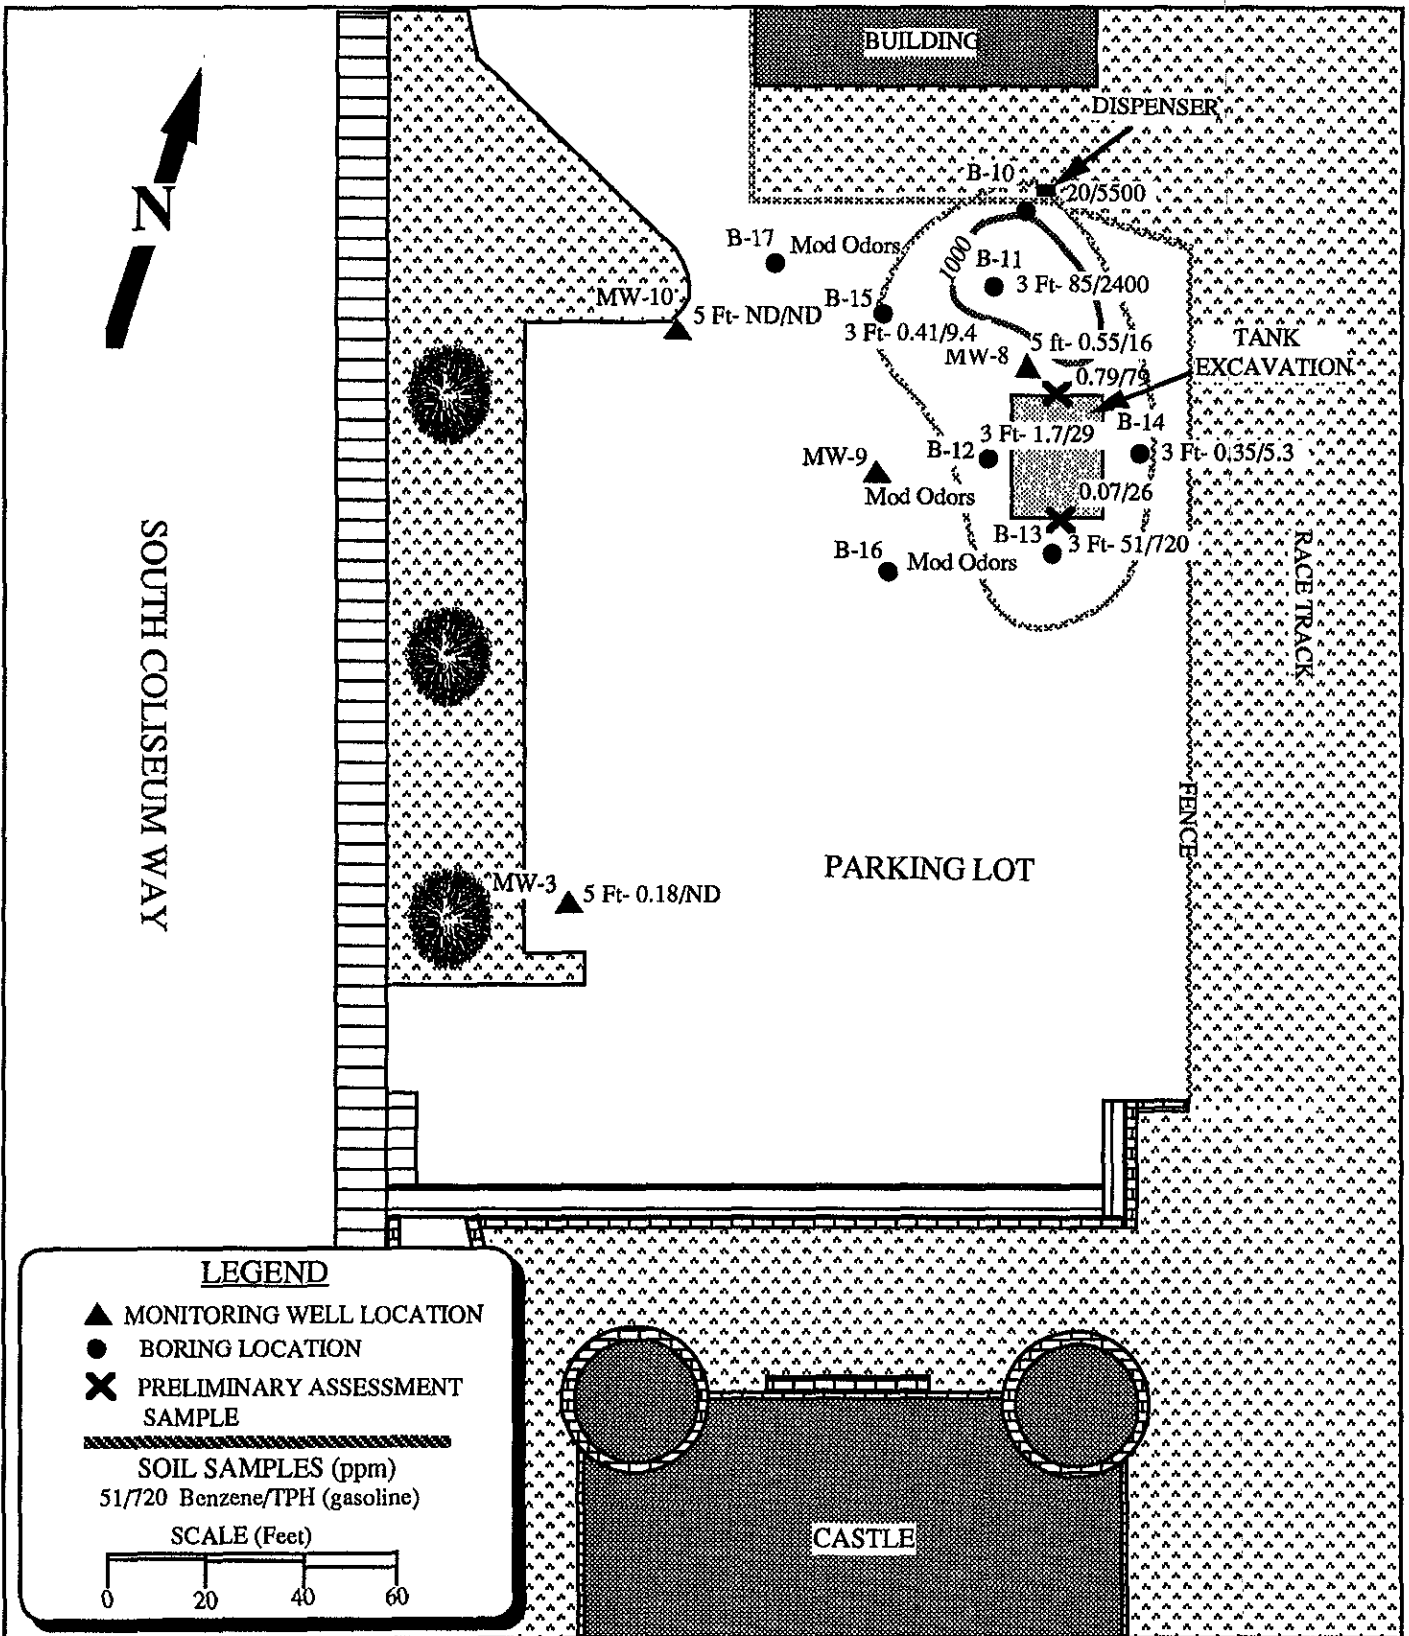 BUILDING
DISPENSER
N
B-10
20/5500
B-17 Mod Odors
1000
B-11
3 Ft- 85/2400
MW-10
5 Ft- ND/ND
B-15
3 Ft- 0.41/9.4
5 ft- 0.55/16
MW-8
TANK
EXCAVATION
0.79/79
B-14
3 Ft- 1.7/29
B-12
3 Ft- 0.35/5.3
MW-9
Mod Odors
0.07/26
B-13
3 Ft- 51/720
B-16
Mod Odors
SOUTH COLISEUM WAY
RACE TRACK
FENCE
PARKING LOT
MW-3
5 Ft- 0.18/ND
LEGEND
MONITORING WELL LOCATION
BORING LOCATION
PRELIMINARY ASSESSMENT
SAMPLE
SOIL SAMPLES (ppm)
51/720 Benzene/TPH (gasoline)
SCALE (Feet)
0 20 40 60
CASTLE